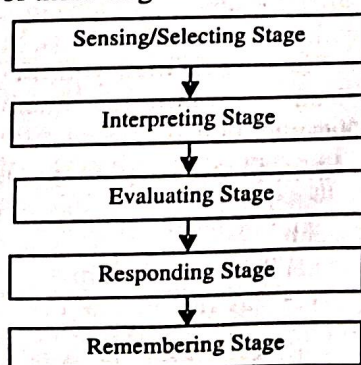 Sensing/Selecting Stage
Interpreting Stage
Evaluating Stage
Responding Stage
Remembering Stage